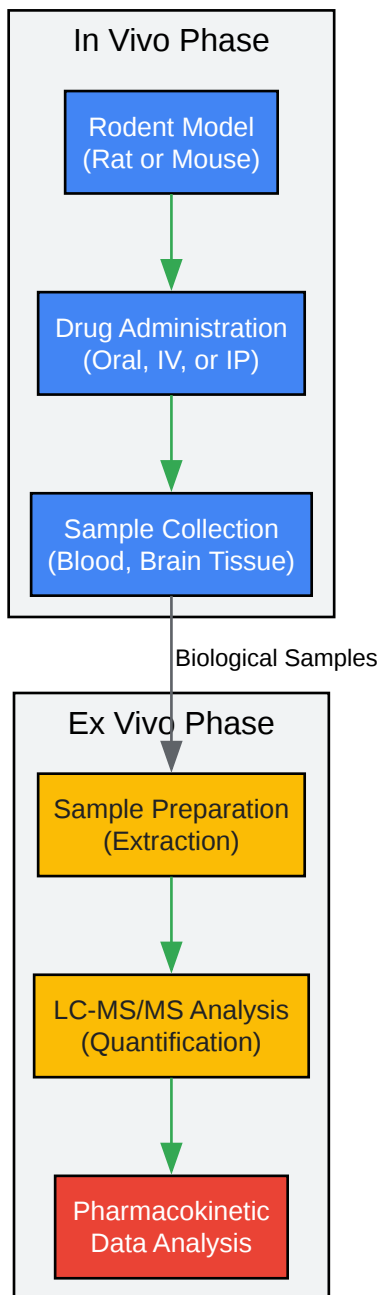 In Vivo Phase
Rodent Model
(Rat or Mouse)
Drug Administration
(Oral, IV, or IP)
Sample Collection
(Blood, Brain Tissue)
Biological Samples
Ex Vivo Phase
Sample Preparation
(Extraction)
LC-MS/MS Analysis
(Quantification)
Pharmacokinetic
Data Analysis